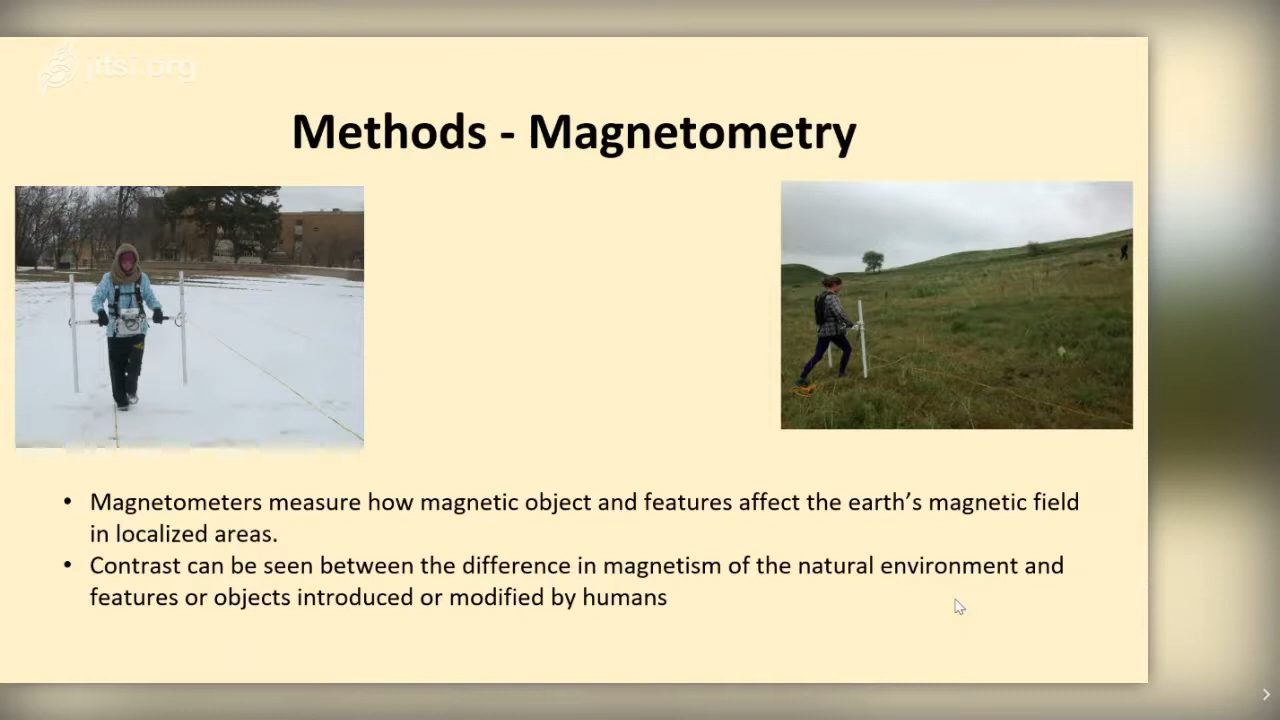 jitsi.org
Methods - Magnetometry
• Magnetometers measure how magnetic object and features affect the earth’s magnetic field
in localized areas.
• Contrast can be seen between the difference in magnetism of the natural environment and
features or objects introduced or modified by humans